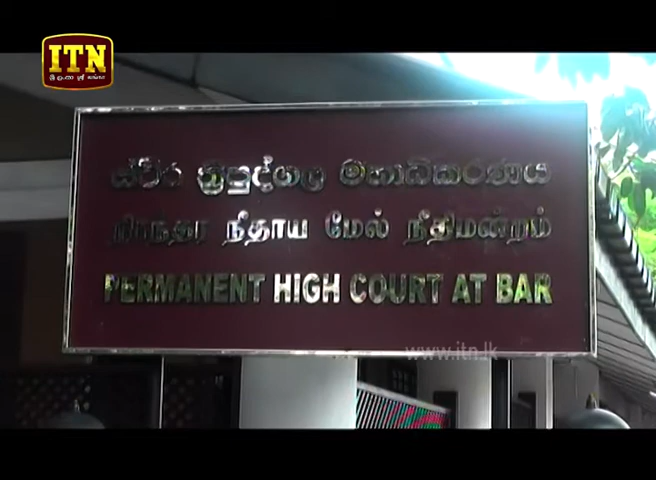 ITN
ස්ථීර ත්‍රිපුද්ගල මහාධිකරණය
நிரந்தர நீதாய மேல் நீதிமன்றம்
PERMANENT HIGH COURT AT BAR
www.itn.lk